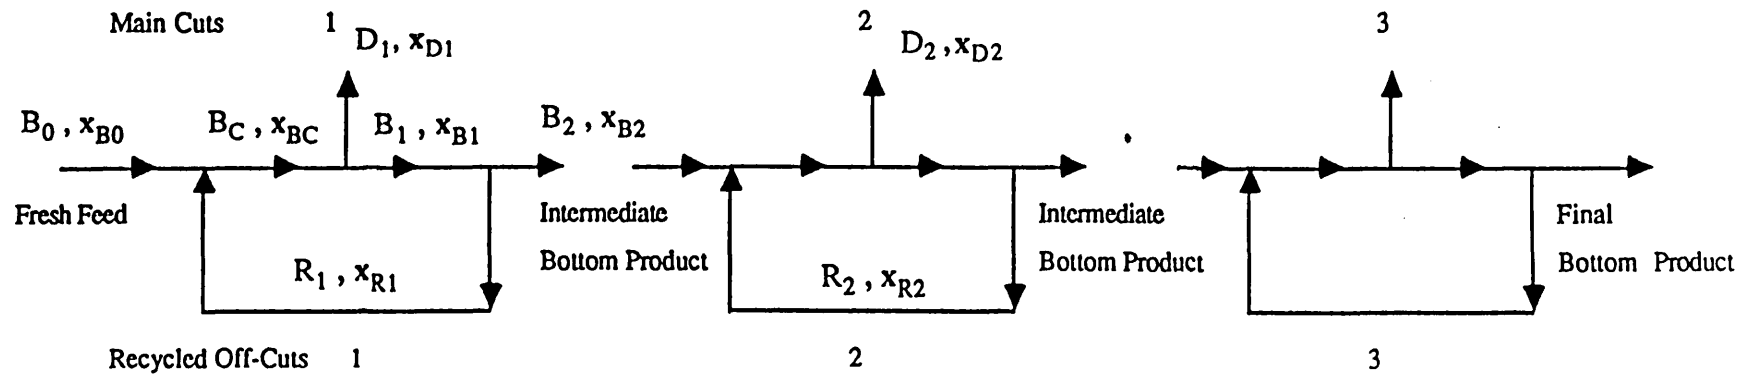 Main Cuts 1 2 3
D1, xD1 D2, xD2
B0, xB0 BC, xBC B1, xB1 B2, xB2
Fresh Feed Intermediate Intermediate Final
Bottom Product Bottom Product Bottom Product
R1, xR1 R2, xR2
Recycled Off-Cuts 1 2 3